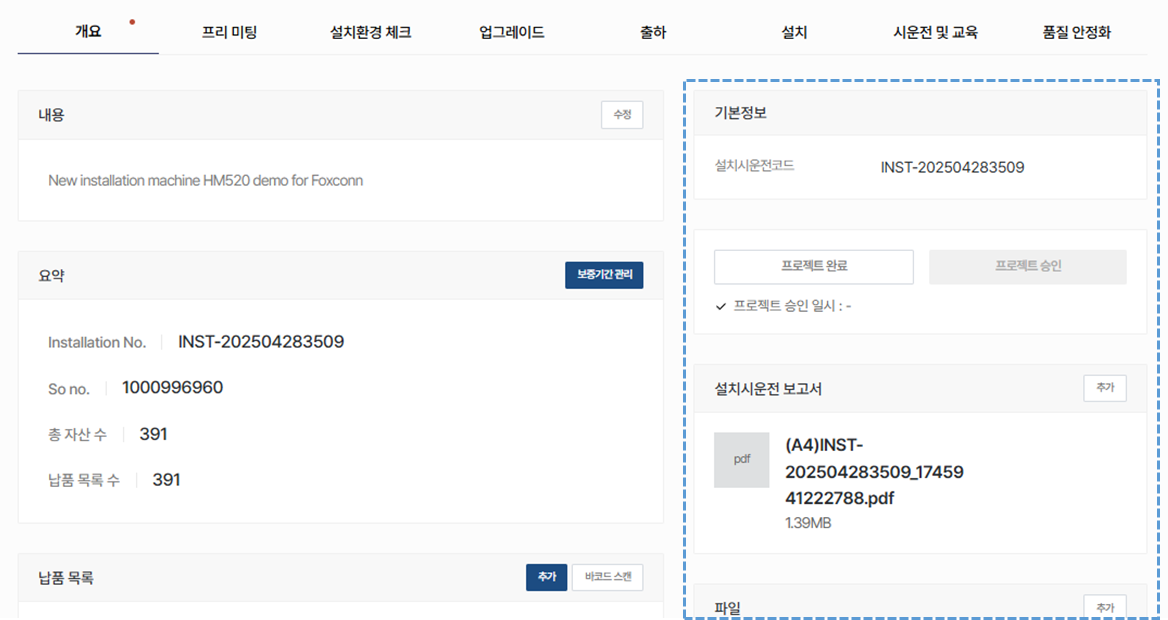 개요
프리 미팅
설치환경 체크
업그레이드
출하
설치
시운전 및 교육
품질 안정화
내용
수정
New installation machine HM520 demo for Foxconn
요약
보증기간 관리
Installation No.
INST-202504283509
So no.
1000996960
총 자산 수
391
납품 목록 수
391
납품 목록
추가
바코드 스캔
기본정보
설치시운전코드
INST-202504283509
프로젝트 완료
프로젝트 승인
프로젝트 승인 일시 : -
설치시운전 보고서
추가
pdf
(A4)INST-
202504283509_17459
41222788.pdf
1.39MB
파일
추가